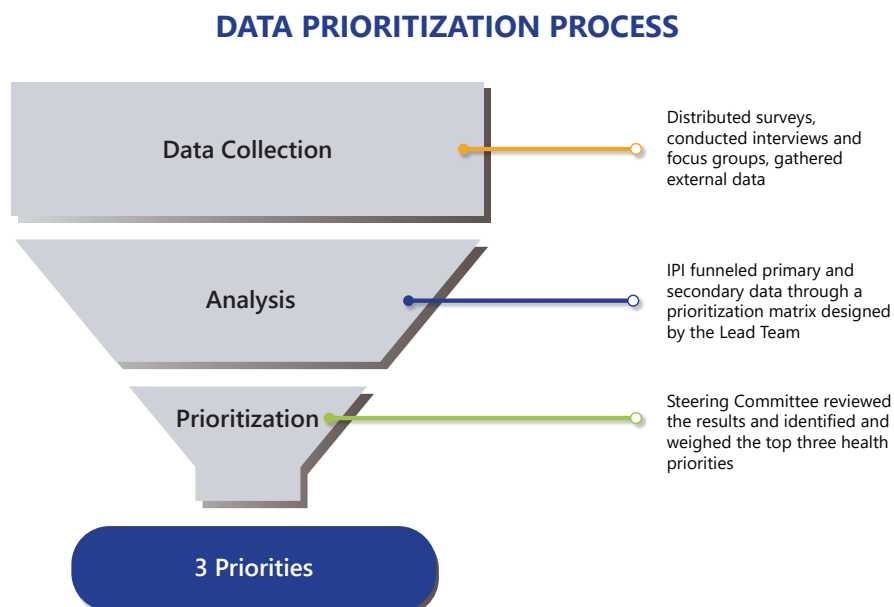 DATA PRIORITIZATION PROCESS
Data Collection
Distributed surveys,
conducted interviews and
focus groups, gathered
external data
Analysis
IPI funneled primary and
secondary data through a
prioritization matrix designed
by the Lead Team
Prioritization
Steering Committee reviewed
the results and identified and
weighed the top three health
priorities
3 Priorities